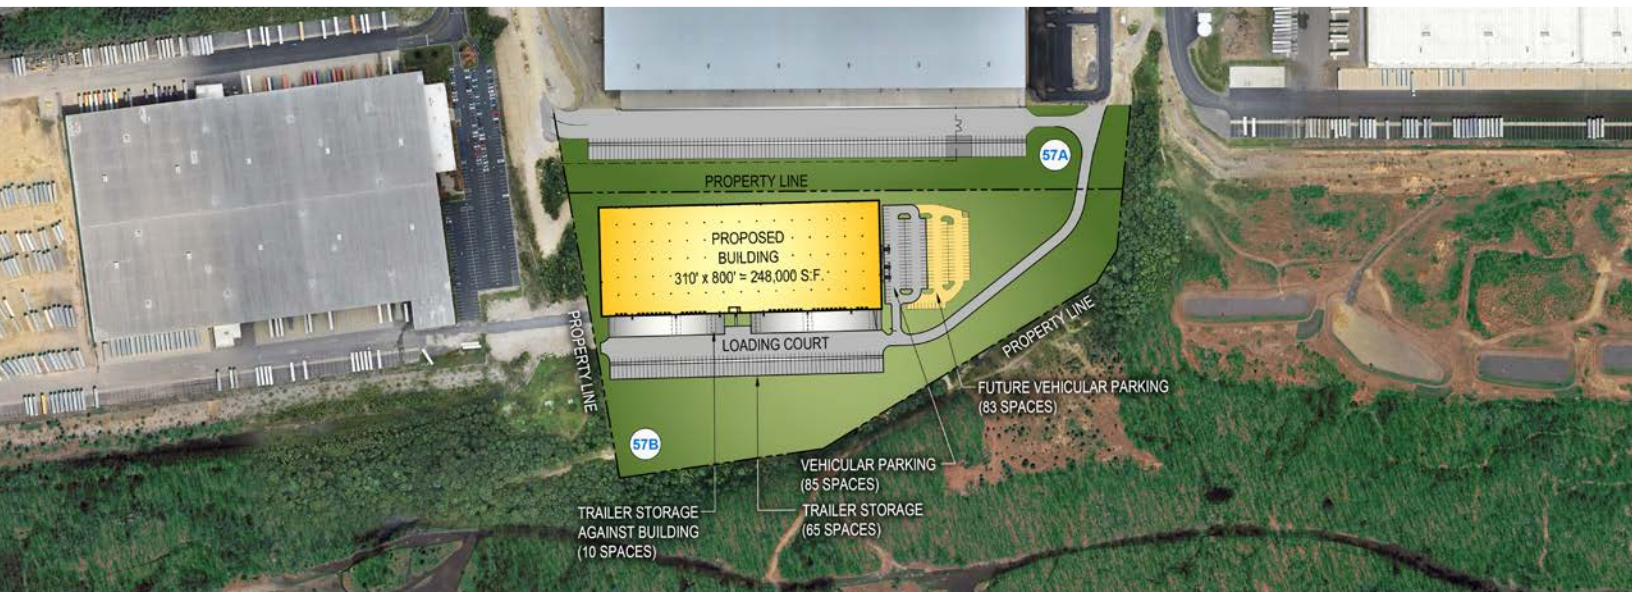 57A
PROPERTY LINE
PROPOSED
BUILDING
310' x 800' = 248,000 S.F.
LOADING COURT
PROPERTY LINE
PROPERTY LINE
FUTURE VEHICULAR PARKING
(83 SPACES)
57B
VEHICULAR PARKING
(85 SPACES)
TRAILER STORAGE
AGAINST BUILDING
(10 SPACES)
TRAILER STORAGE
(65 SPACES)